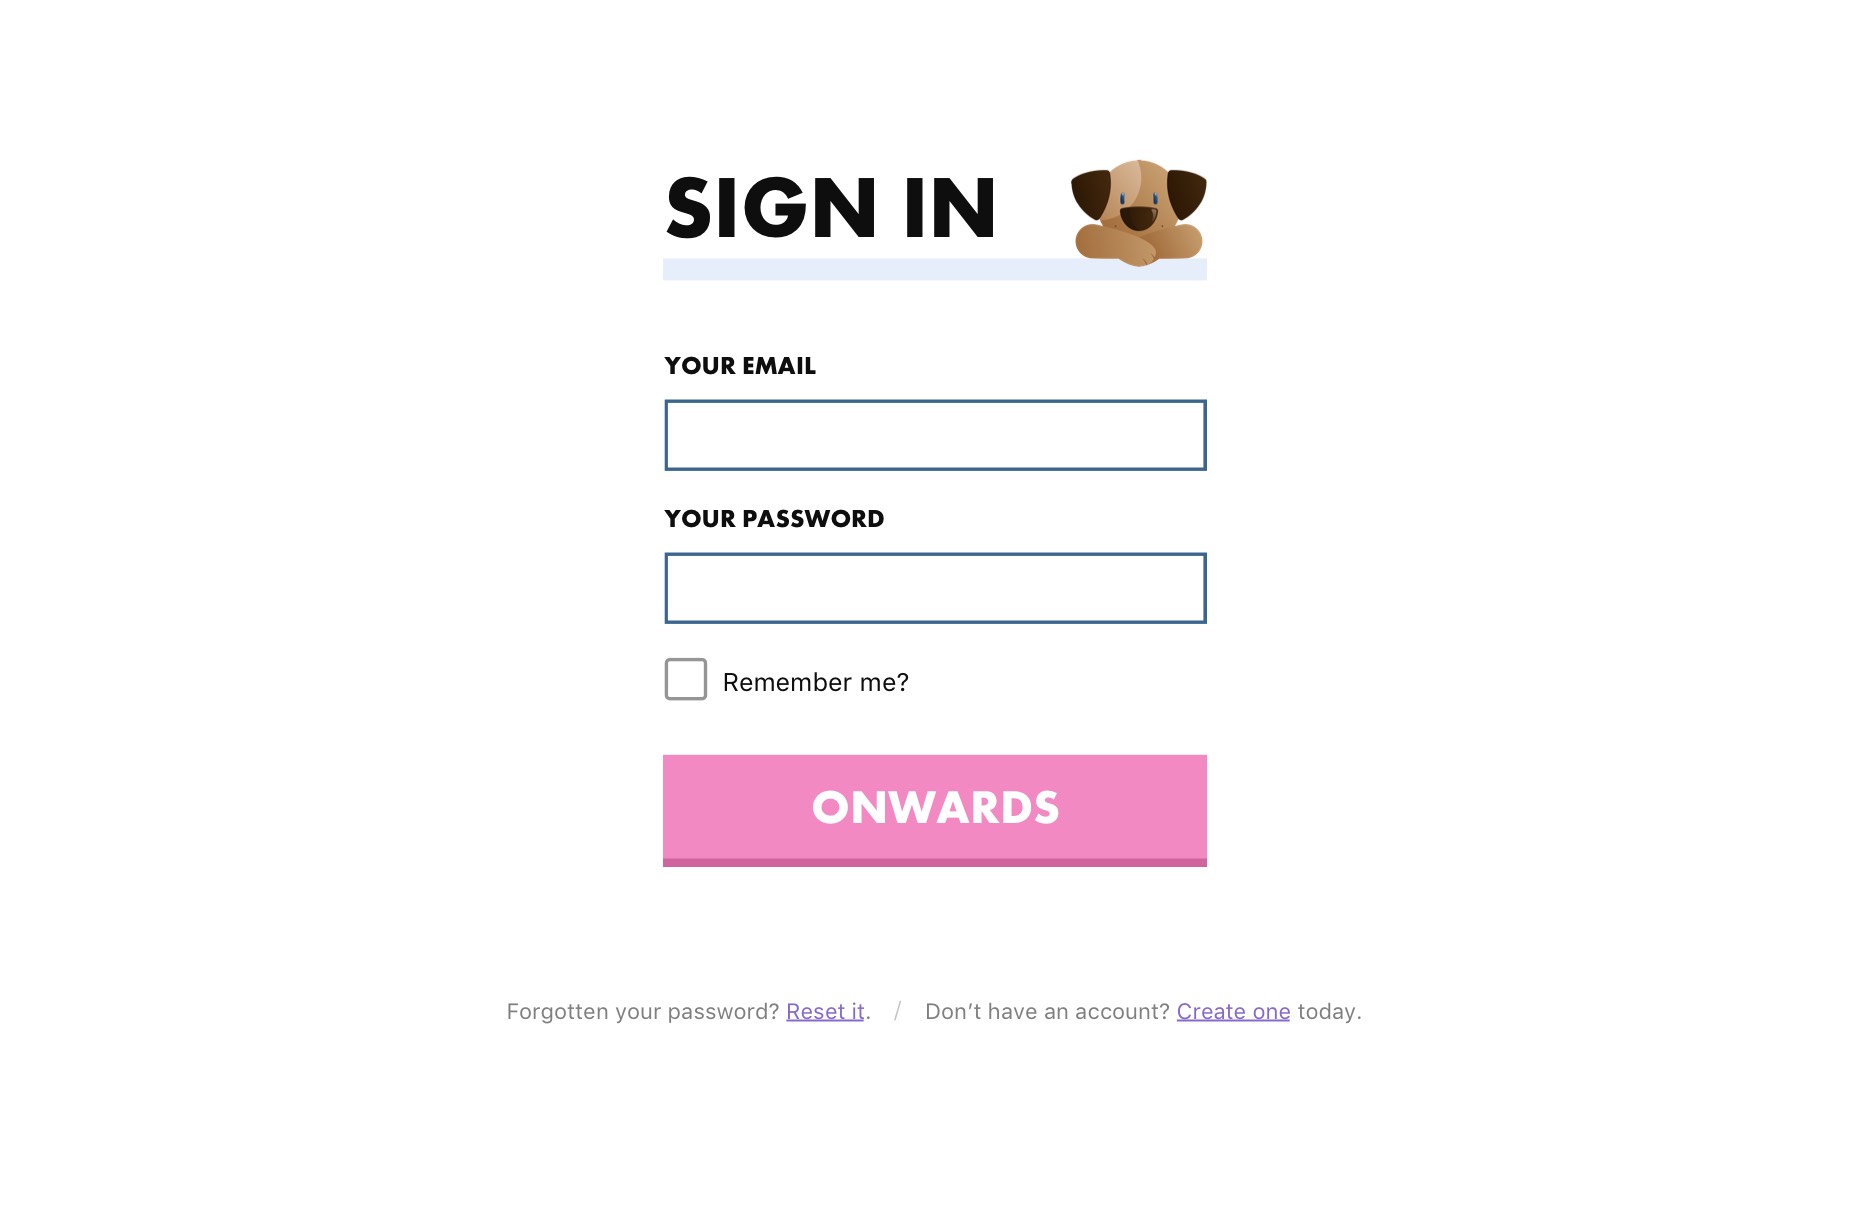 SIGN IN
YOUR EMAIL
YOUR PASSWORD
Remember me?
ONWARDS
Forgotten your password? Reset it. / Don’t have an account? Create one today.